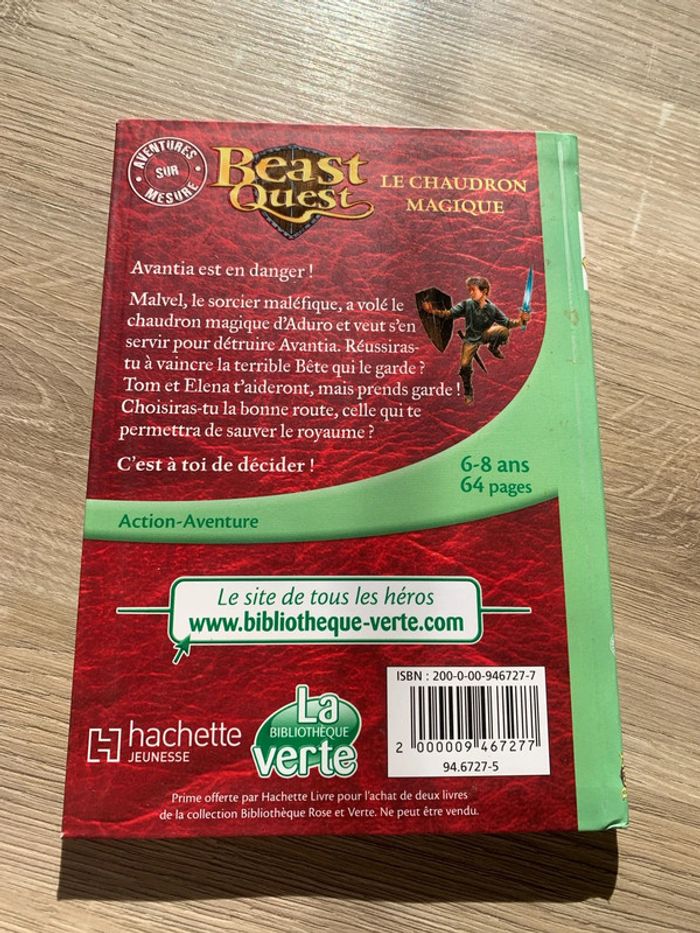 AVENTURES
SUR
MESURE
Beast
Quest
LE CHAUDRON
MAGIQUE
Avantia est en danger !
Malvel, le sorcier maléfique, a volé le
chaudron magique d'Aduro et veut s'en
servir pour détruire Avantia. Réussiras-
tu à vaincre la terrible Bête qui le garde ?
Tom et Elena t'aideront, mais prends garde !
Choisiras-tu la bonne route, celle qui te
permettra de sauver le royaume ?
C'est à toi de décider !
6-8 ans
64 pages
Action-Aventure
Le site de tous les héros
www.bibliotheque-verte.com
ISBN : 200-0-00-946727-7
2 000009 467277
94.6727-5
hachette
JEUNESSE
La
BIBLIOTHÈQUE
verte
Prime offerte par Hachette Livre pour l'achat de deux livres
de la collection Bibliothèque Rose et Verte. Ne peut être vendu.